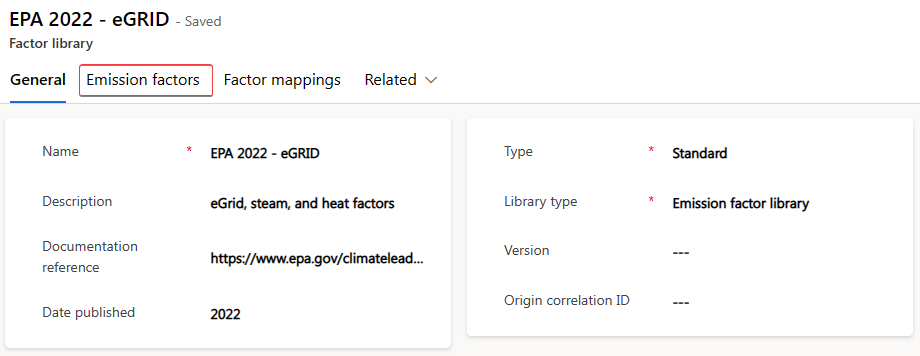 EPA 2022 - eGRID - Saved
Factor library
General Emission factors Factor mappings Related
Name * EPA 2022 - eGRID
Description eGrid, steam, and heat factors
Documentation
reference https://www.epa.gov/climatelead...
Date published 2022
Type * Standard
Library type * Emission factor library
Version ---
Origin correlation ID ---